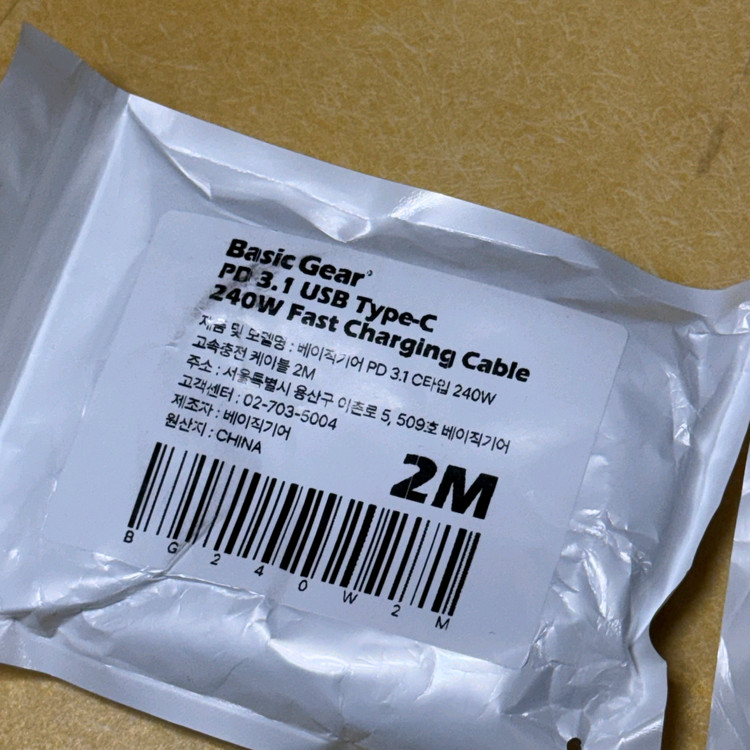 Basic Gear
PD 3.1 USB Type-C
240W Fast Charging Cable
제품 및 모델명 : 베이직기어 PD 3.1 C타입 240W
고속충전 케이블 2M
주소 : 서울특별시 용산구 이촌로 5, 509호 베이직기어
고객센터 : 02-703-5004
제조자 : 베이직기어
원산지 : CHINA
2M
BG240W2M